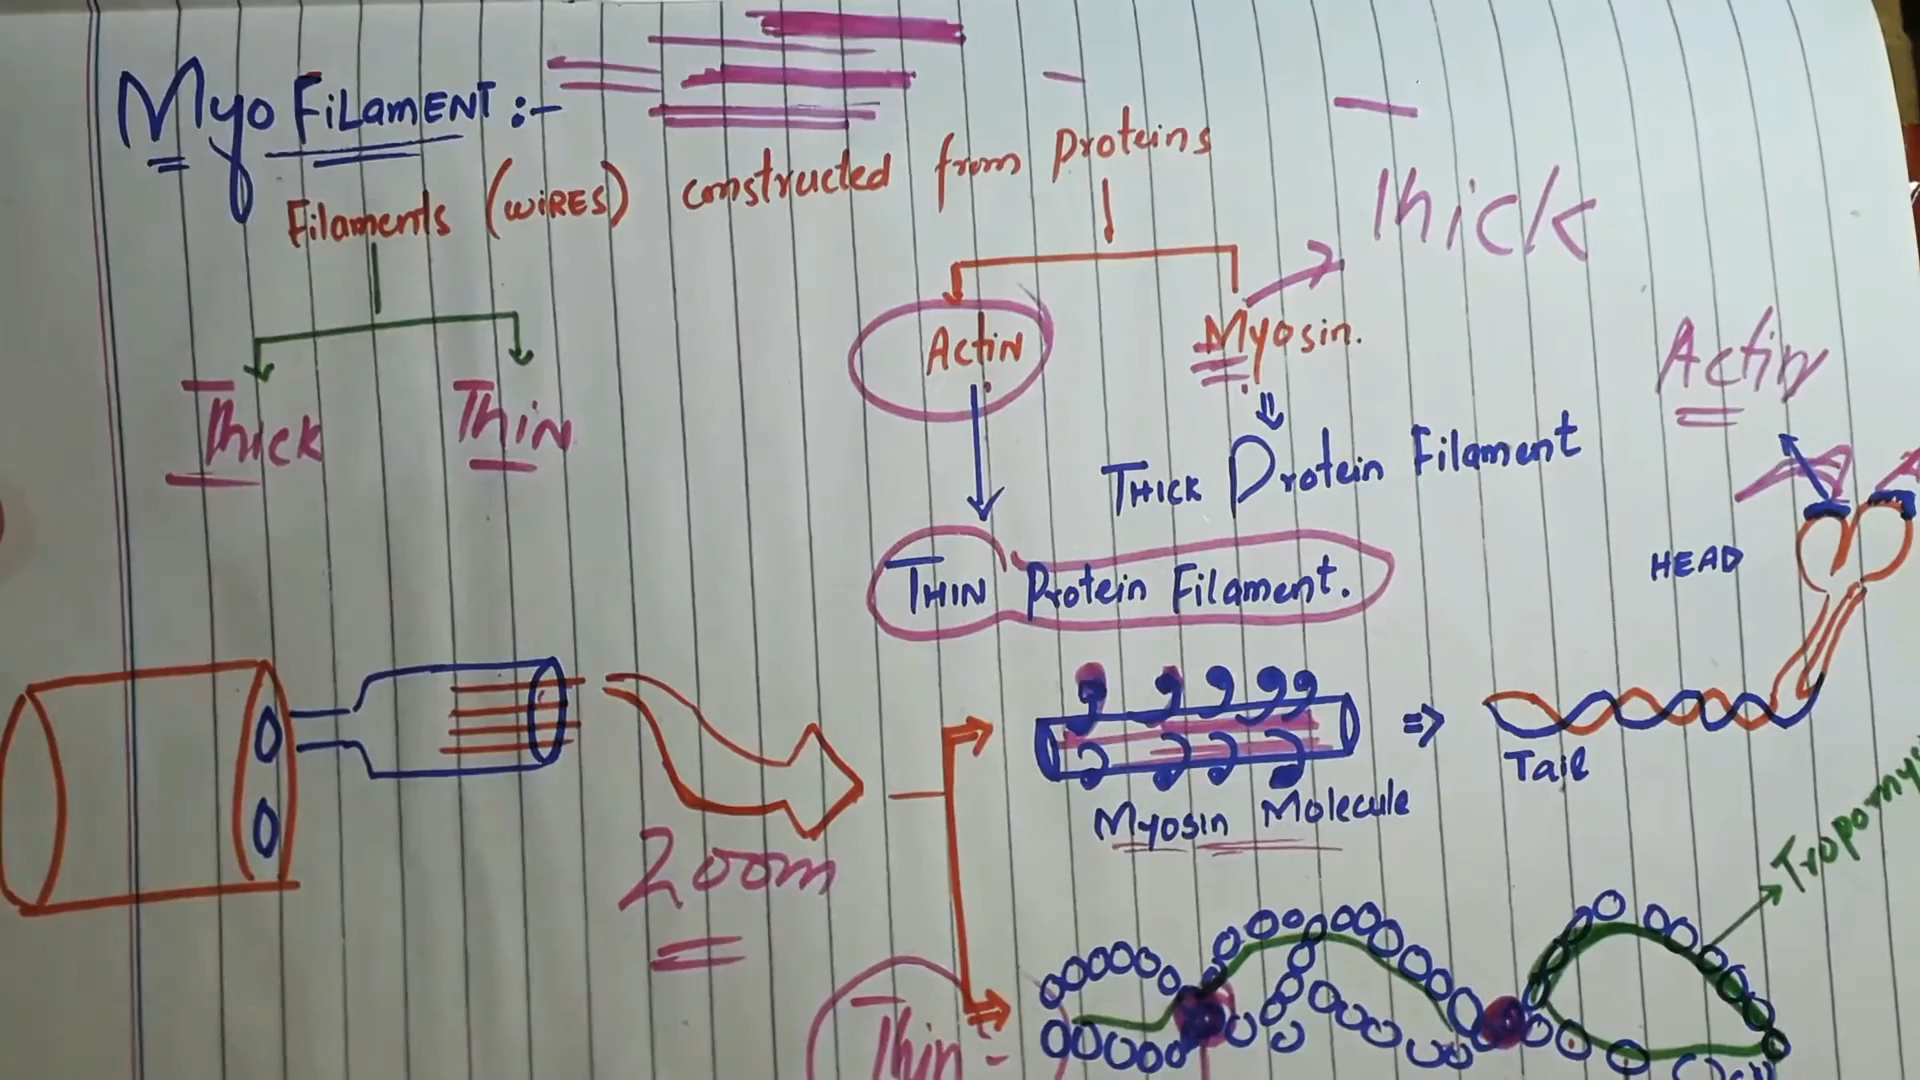 Myo FiLAMENT :-
Filaments (WIRES) constructed from Proteins
Thick
Thick
Thin
Actin
Myosin.
Actin
THICK Protein Filament
THIN Protein Filament.
HEAD
Tail
Myosin Molecule
Zoom
Thin -